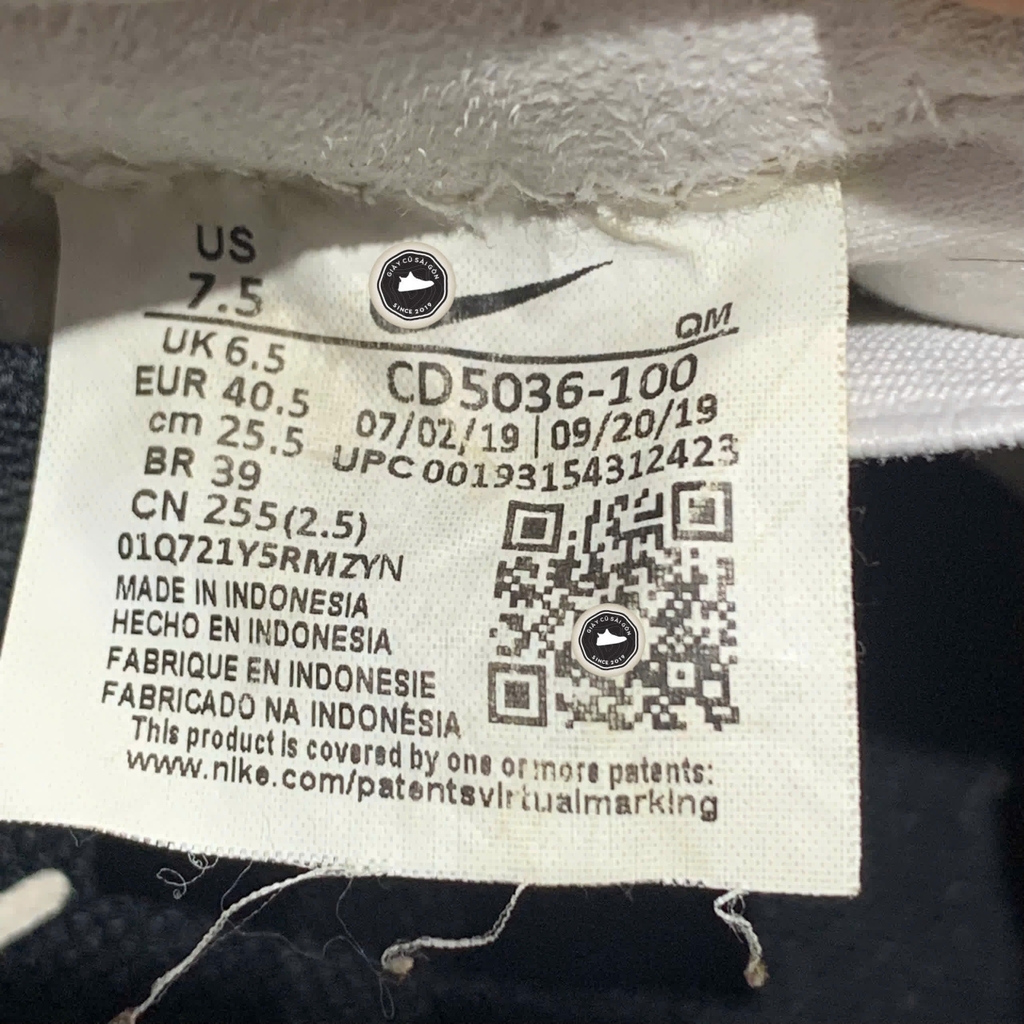 US
7.5
QM
UK 6.5
EUR 40.5
cm 25.5
BR 39
CN 255(2.5)
CD5036-100
07/02/19 | 09/20/19
UPC 00193154312423
01Q721Y5RMZYN
MADE IN INDONESIA
HECHO EN INDONESIA
FABRIQUE EN INDONESIE
FABRICADO NA INDONÉSIA
This product is covered by one or more patents:
www.nike.com/patentsvirtualmarking
GIÀY CŨ SÀI GÒN
SINCE 2019
GIÀY CŨ SÀI GÒN
SINCE 2019